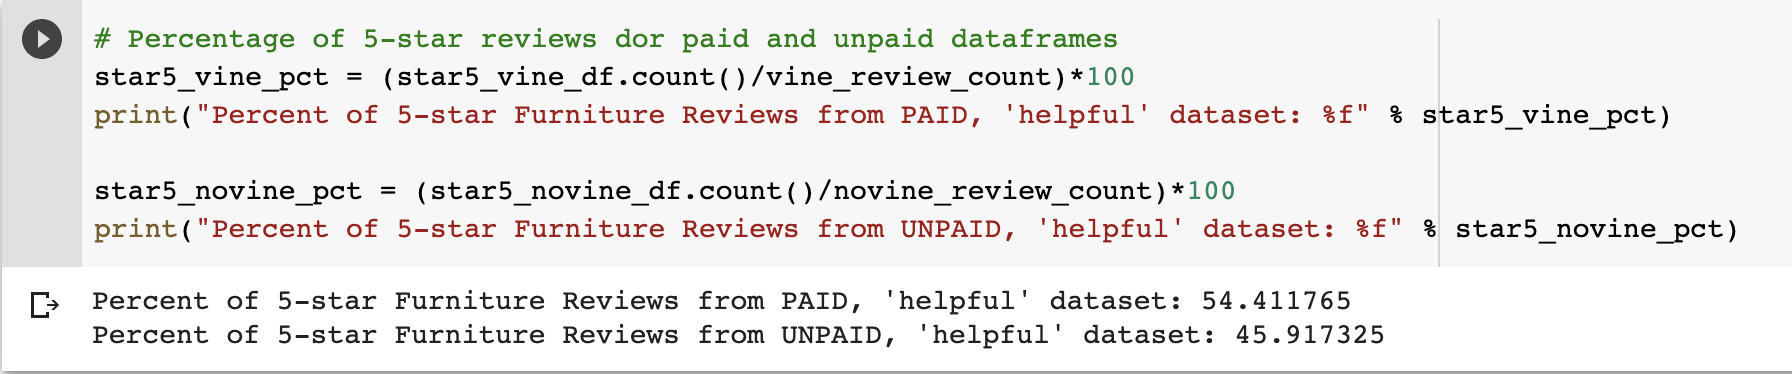 # Percentage of 5-star reviews dor paid and unpaid dataframes
star5_vine_pct = (star5_vine_df.count()/vine_review_count)*100
print("Percent of 5-star Furniture Reviews from PAID, 'helpful' dataset: %f" % star5_vine_pct)
star5_novine_pct = (star5_novine_df.count()/novine_review_count)*100
print("Percent of 5-star Furniture Reviews from UNPAID, 'helpful' dataset: %f" % star5_novine_pct)
Percent of 5-star Furniture Reviews from PAID, 'helpful' dataset: 54.411765
Percent of 5-star Furniture Reviews from UNPAID, 'helpful' dataset: 45.917325